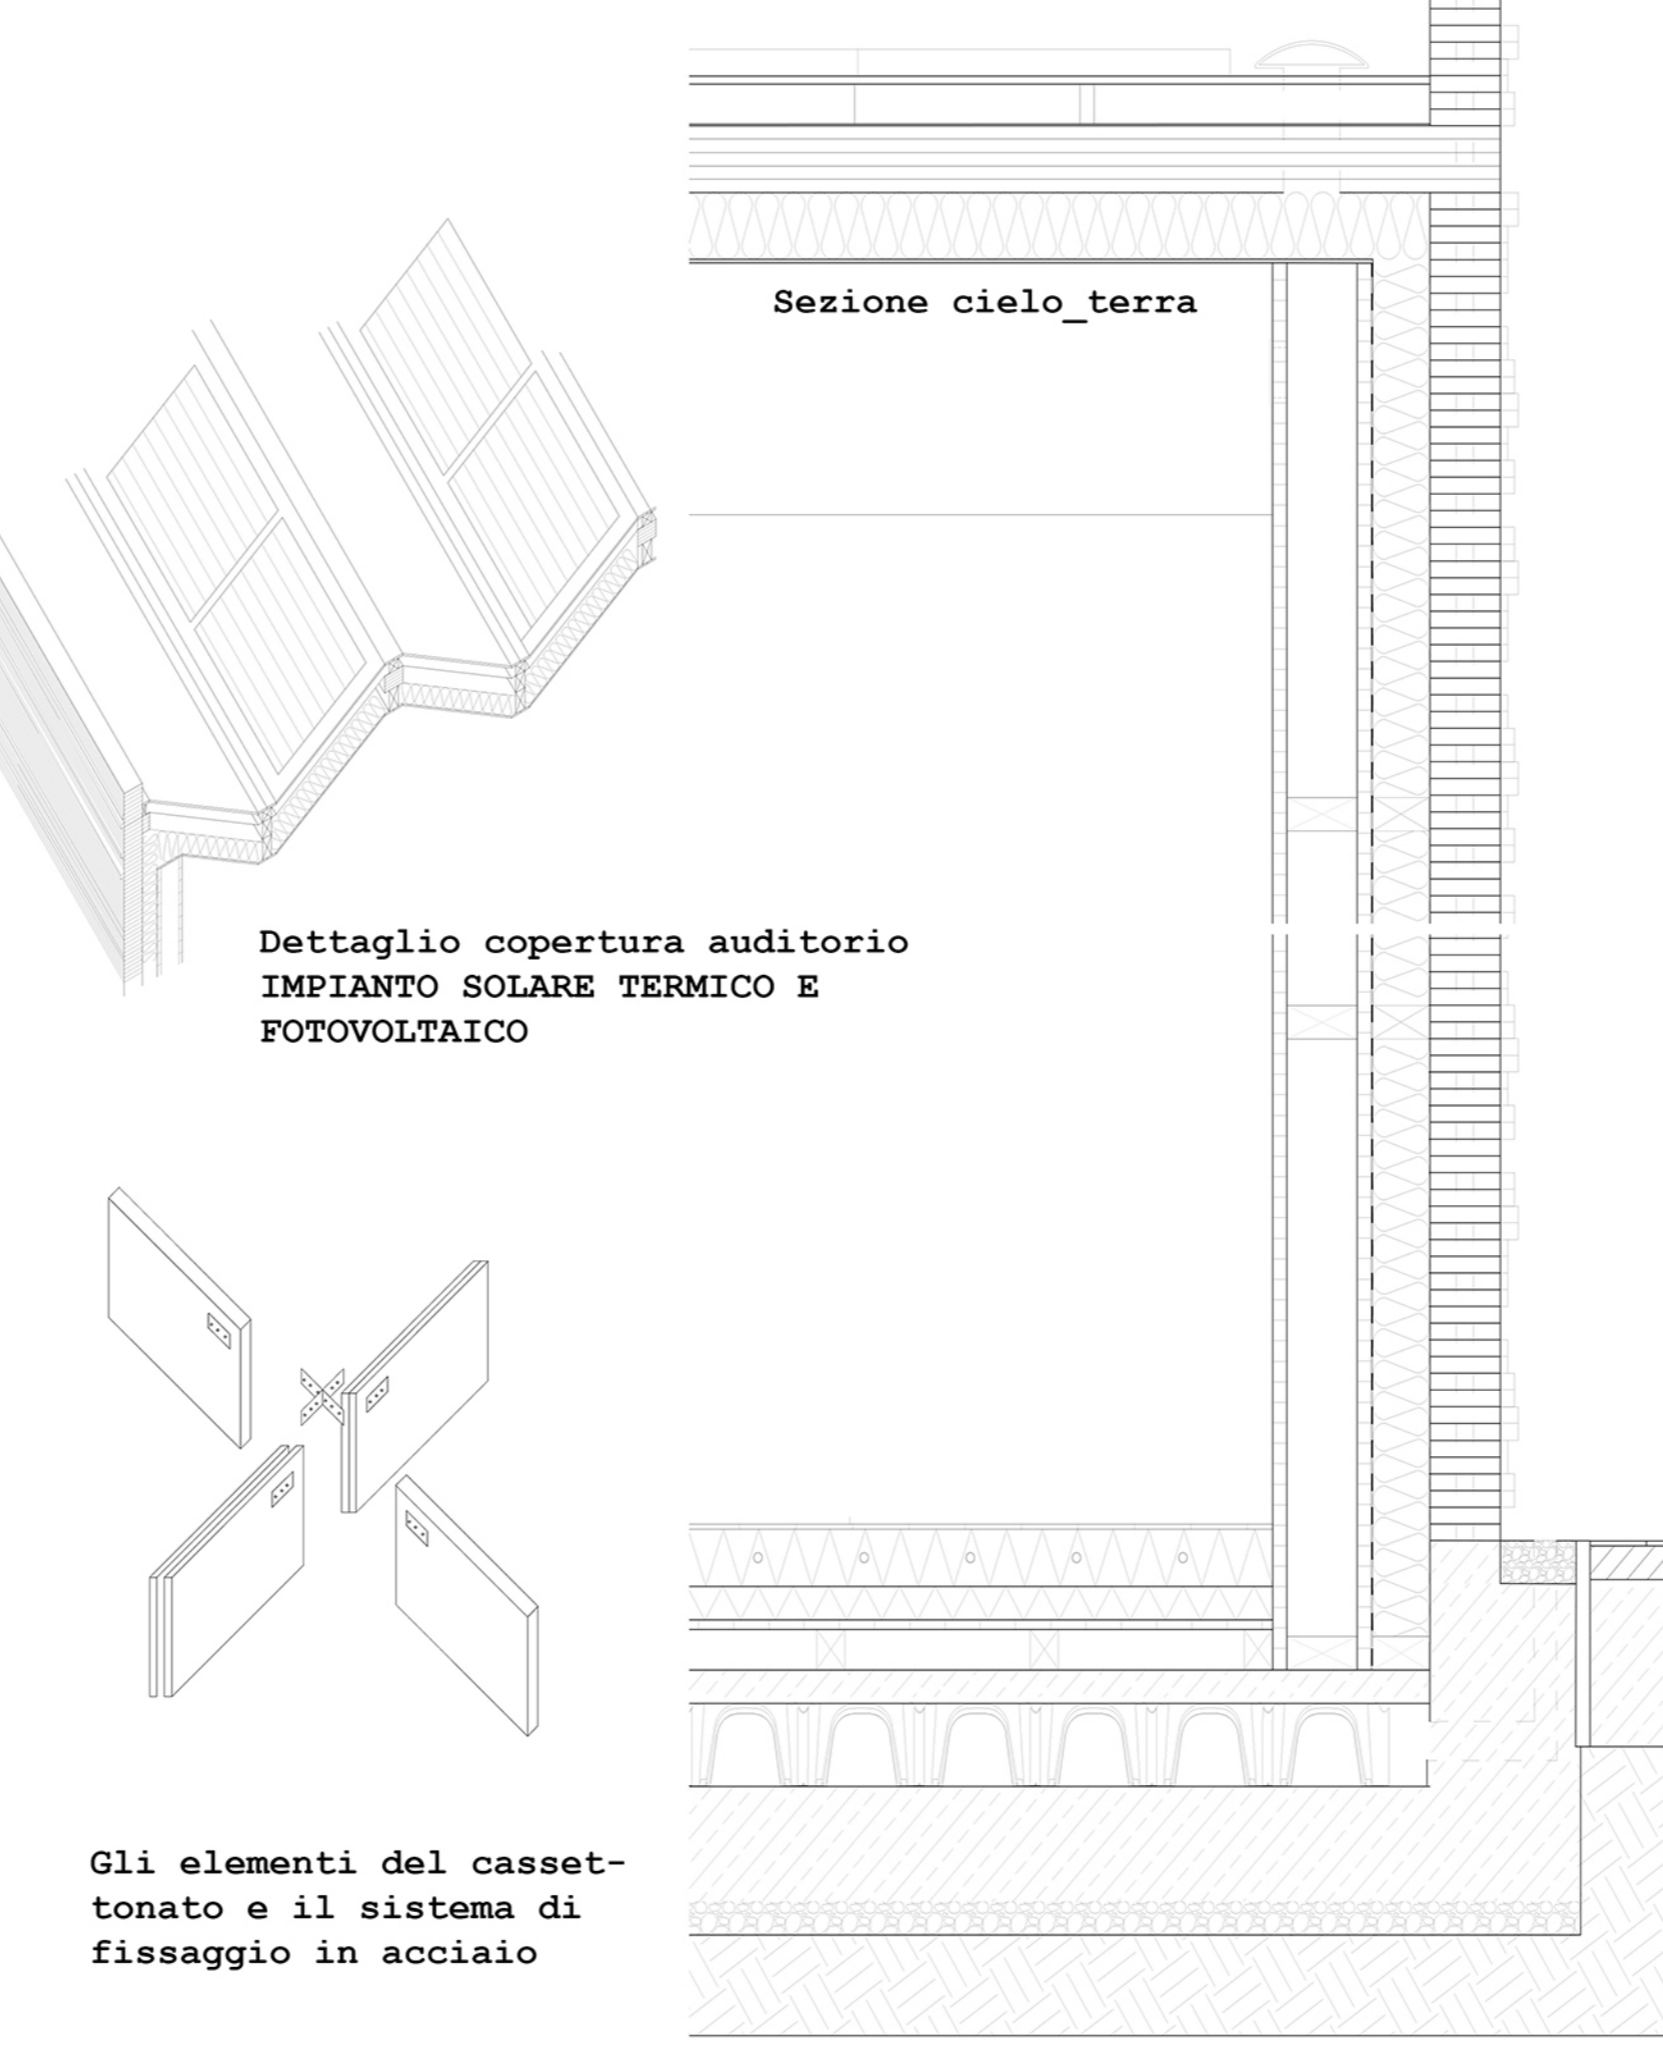 Sezione cielo_terra
Dettaglio copertura auditorio
IMPIANTO SOLARE TERMICO E
FOTOVOLTAICO
Gli elementi del casset-
tonato e il sistema di
fissaggio in acciaio